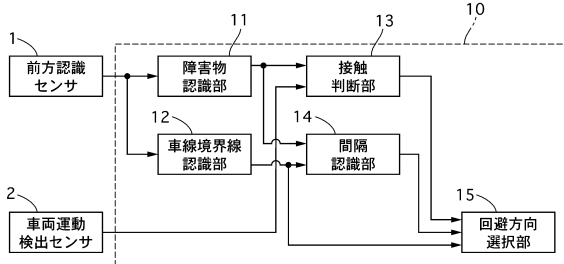 10
1
前方認識
センサ
11
障害物
認識部
13
接触
判断部
12
車線境界線
認識部
14
間隔
認識部
2
車両運動
検出センサ
15
回避方向
選択部